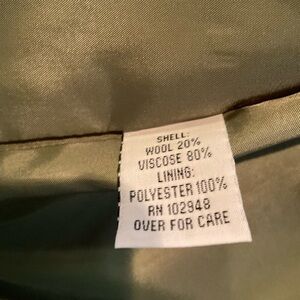 SHELL:
WOOL 20%
VISCOSE 80%
LINING:
POLYESTER 100%
RN 102948
OVER FOR CARE